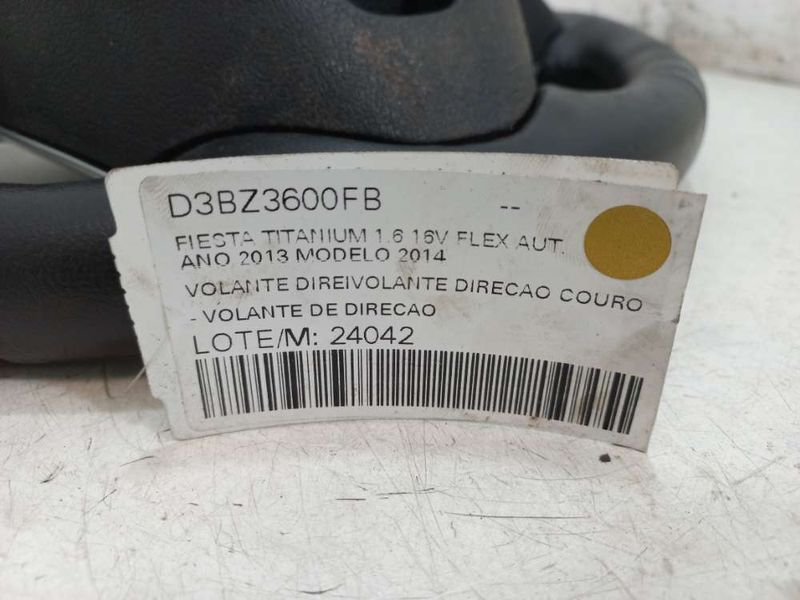 D3BZ3600FB --
FIESTA TITANIUM 1.6 16V FLEX AUT.
ANO 2013 MODELO 2014
VOLANTE DIREIVOLANTE DIRECAO COURO
- VOLANTE DE DIRECAO
LOTE/M: 24042